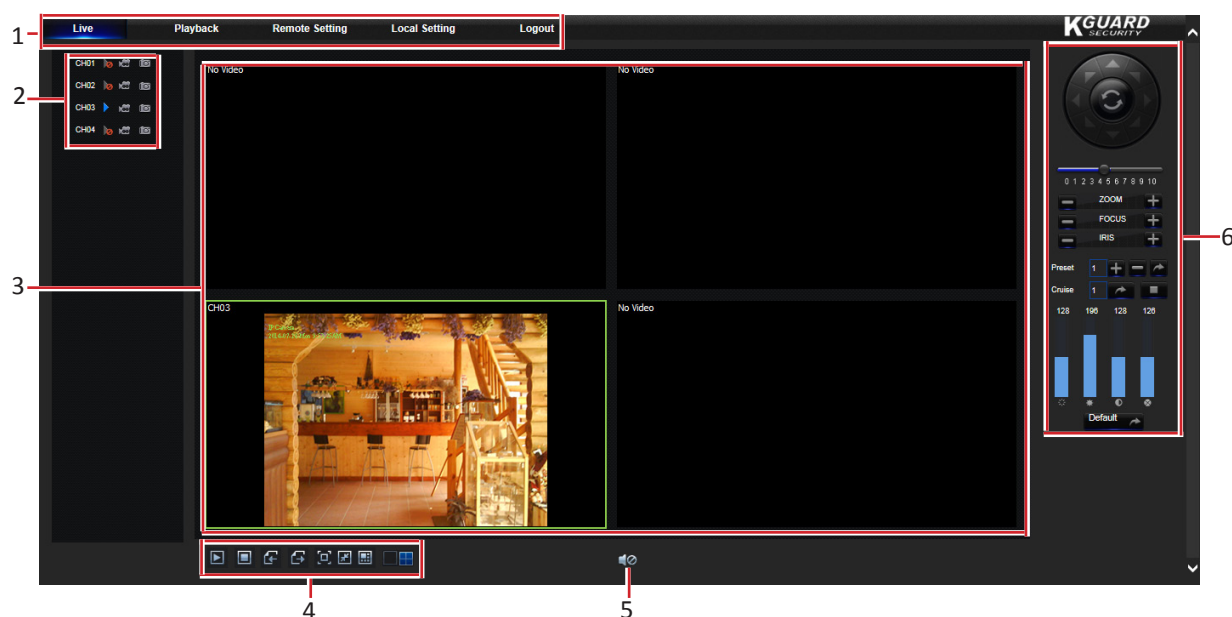 Live Playback Remote Setting Local Setting Logout
KGUARD
SECURITY
1
CH01
No Video
No Video
CH02
2
CH03
CH04
0 1 2 3 4 5 6 7 8 9 10
ZOOM
FOCUS
IRIS
6
Preset 1
3
Cruise 1
CH03
No Video
128 196 128 128
Default
4
5